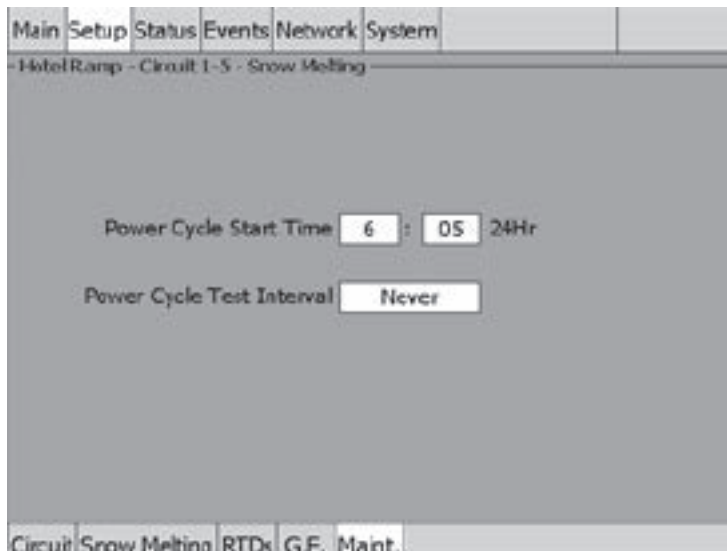 Main Setup Status Events Network System
Hotel Ramp - Circuit 1-5 - Snow Melting
Power Cycle Start Time 6 : 05 24Hr
Power Cycle Test Interval Never
Circuit Snow Melting RTDs G.F. Maint.